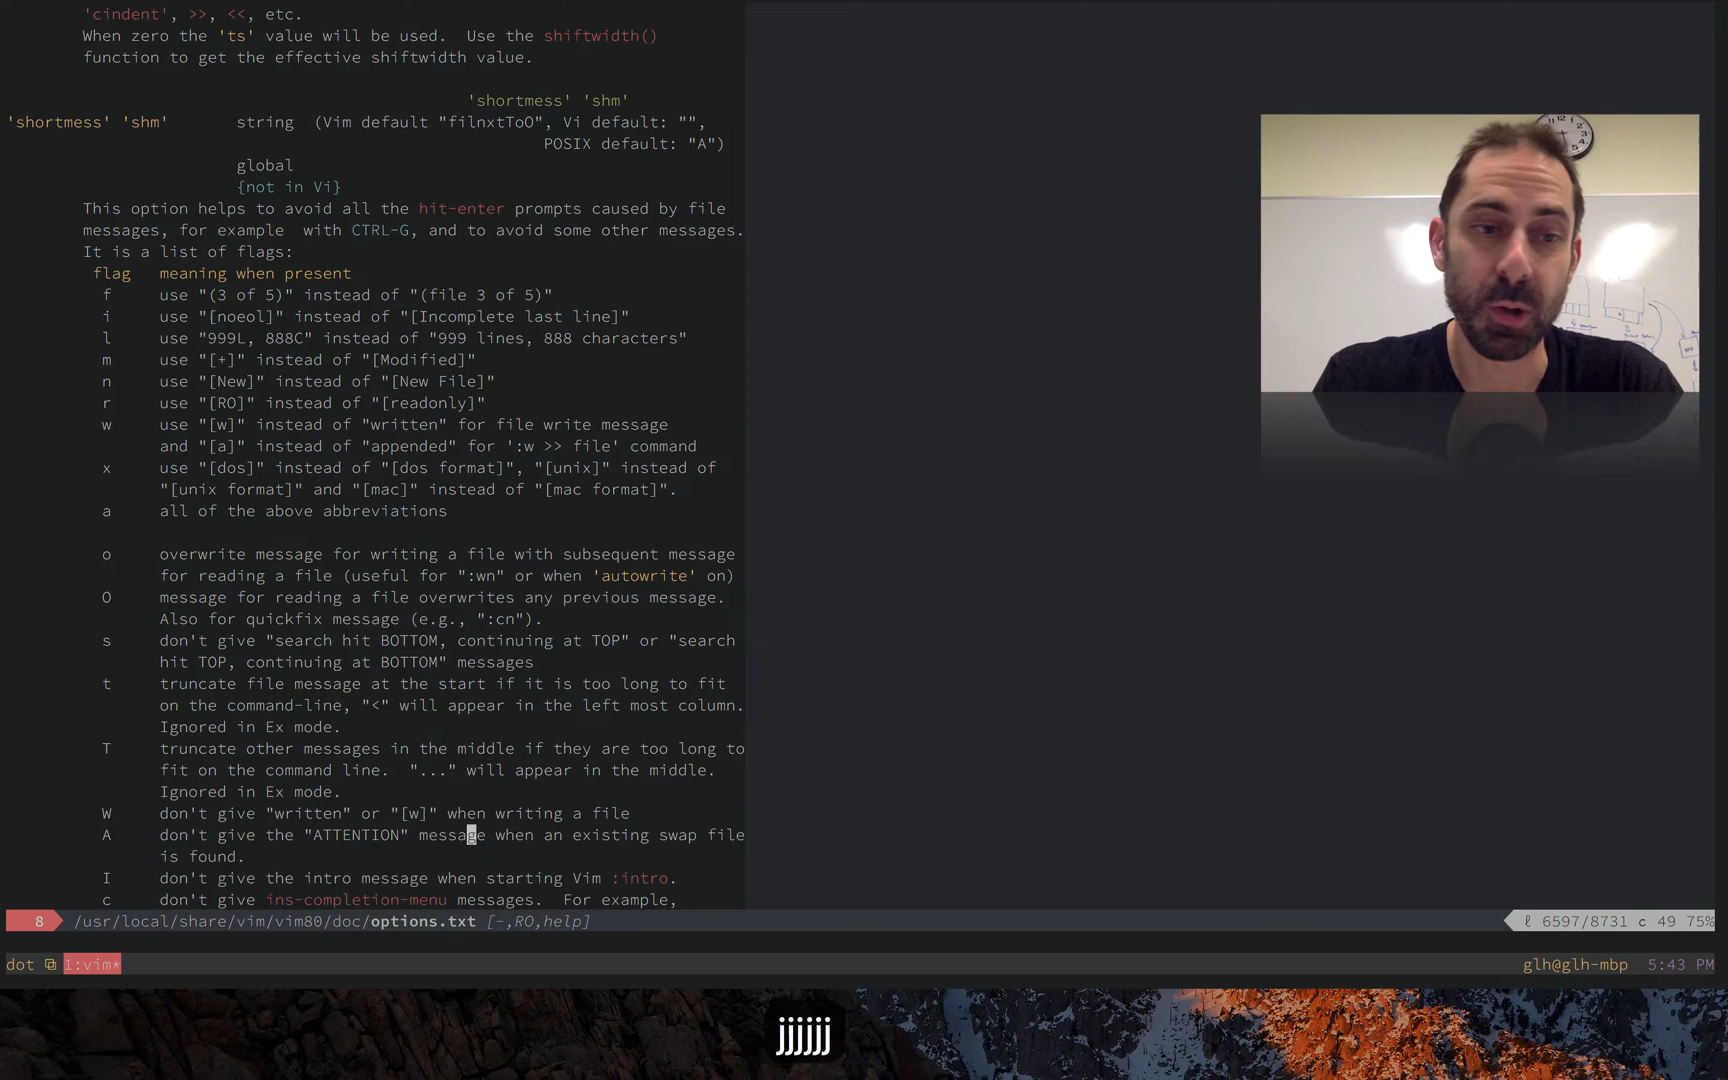 'cindent', >>, <<, etc.
When zero the 'ts' value will be used.  Use the shiftwidth()
function to get the effective shiftwidth value.
'shortmess' 'shm'
'shortmess' 'shm'	string	(Vim default "filnxtToO", Vi default: "",
POSIX default: "A")
global
{not in Vi}
This option helps to avoid all the hit-enter prompts caused by file
messages, for example  with CTRL-G, and to avoid some other messages.
It is a list of flags:
flag	meaning when present
f	use "(3 of 5)" instead of "(file 3 of 5)"
i	use "[noeol]" instead of "[Incomplete last line]"
l	use "999L, 888C" instead of "999 lines, 888 characters"
m	use "[+]" instead of "[Modified]"
n	use "[New]" instead of "[New File]"
r	use "[RO]" instead of "[readonly]"
w	use "[w]" instead of "written" for file write message
and "[a]" instead of "appended" for ':w >> file' command
x	use "[dos]" instead of "[dos format]", "[unix]" instead of
"[unix format]" and "[mac]" instead of "[mac format]".
a	all of the above abbreviations
o	overwrite message for writing a file with subsequent message
for reading a file (useful for ":wn" or when 'autowrite' on)
O	message for reading a file overwrites any previous message.
Also for quickfix message (e.g., ":cn").
s	don't give "search hit BOTTOM, continuing at TOP" or "search
hit TOP, continuing at BOTTOM" messages
t	truncate file message at the start if it is too long to fit
on the command-line, "<" will appear in the left most column.
Ignored in Ex mode.
T	truncate other messages in the middle if they are too long to
fit on the command line.  "..." will appear in the middle.
Ignored in Ex mode.
W	don't give "written" or "[w]" when writing a file
A	don't give the "ATTENTION" message when an existing swap file
is found.
I	don't give the intro message when starting Vim :intro.
c	don't give ins-completion-menu messages.  For example,
8 /usr/local/share/vim/vim80/doc/options.txt [-,RO,help] ℓ 6597/8731 c 49 75%
dot 1:vim* glh@glh-mbp 5:43 PM
jjjjjj